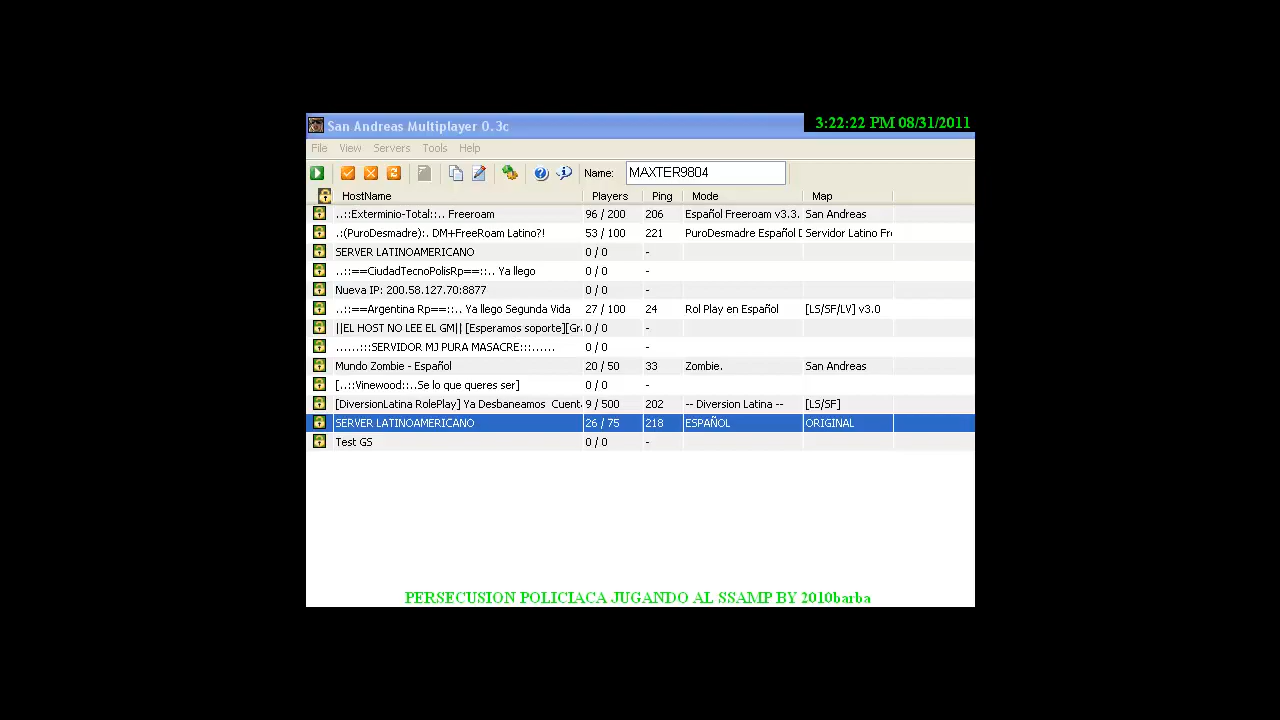 San Andreas Multiplayer 0.3c 3:22:22 PM 08/31/2011
File View Servers Tools Help
Name: MAXTER9804
HostName Players Ping Mode Map
..::Exterminio-Total::.. Freeroam 96 / 200 206 Español Freeroam v3.3. San Andreas
.:(PuroDesmadre):. DM+FreeRoam Latino?! 53 / 100 221 PuroDesmadre Español D Servidor Latino Fr
SERVER LATINOAMERICANO 0 / 0 -
..::==CiudadTecnoPolisRp==::.. Ya llego 0 / 0 -
Nueva IP: 200.58.127.70:8877 0 / 0 -
..::==Argentina Rp==::.. Ya llego Segunda Vida 27 / 100 24 Rol Play en Español [LS/SF/LV] v3.0
||EL HOST NO LEE EL GM|| [Esperamos soporte][Gr 0 / 0 -
......:::SERVIDOR MJ PURA MASACRE:::...... 0 / 0 -
Mundo Zombie - Español 20 / 50 33 Zombie. San Andreas
[..::Vinewood::..Se lo que queres ser] 0 / 0 -
[DiversionLatina RolePlay] Ya Desbaneamos Cuent 9 / 500 202 -- Diversion Latina -- [LS/SF]
SERVER LATINOAMERICANO 26 / 75 218 ESPAÑOL ORIGINAL
Test GS 0 / 0 -
PERSECUSION POLICIACA JUGANDO AL SSAMP BY 2010barba